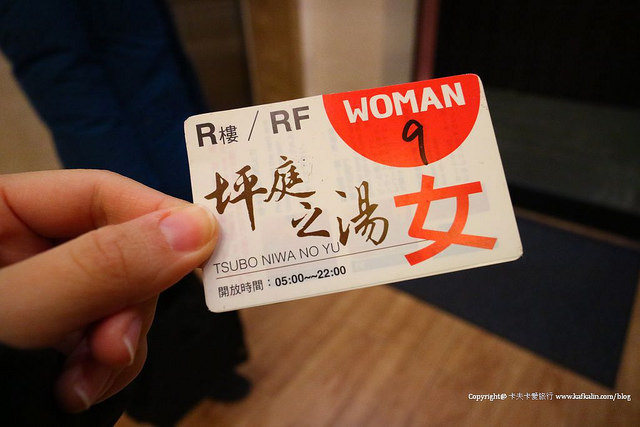 R樓 / RF
WOMAN
9
坪庭之湯
女
TSUBO NIWA NO YU
開放時間：05:00~~22:00
Copyright@ 卡夫卡愛旅行 www.kafkalin.com/blog